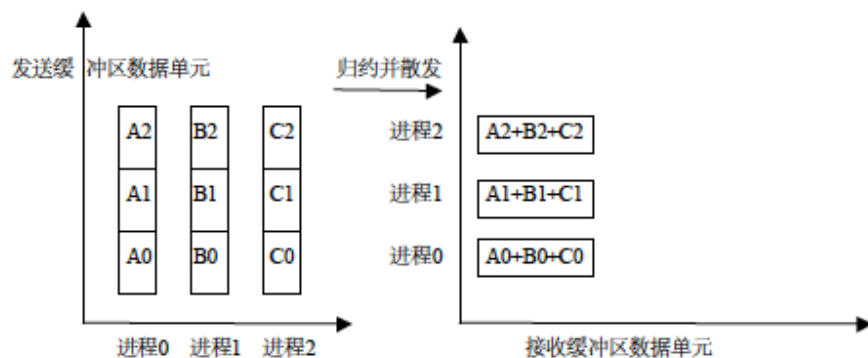 发送缓 冲区数据单元
A2 B2 C2
A1 B1 C1
A0 B0 C0
进程0 进程1 进程2
归约并散发
进程2 A2+B2+C2
进程1 A1+B1+C1
进程0 A0+B0+C0
接收缓冲区数据单元